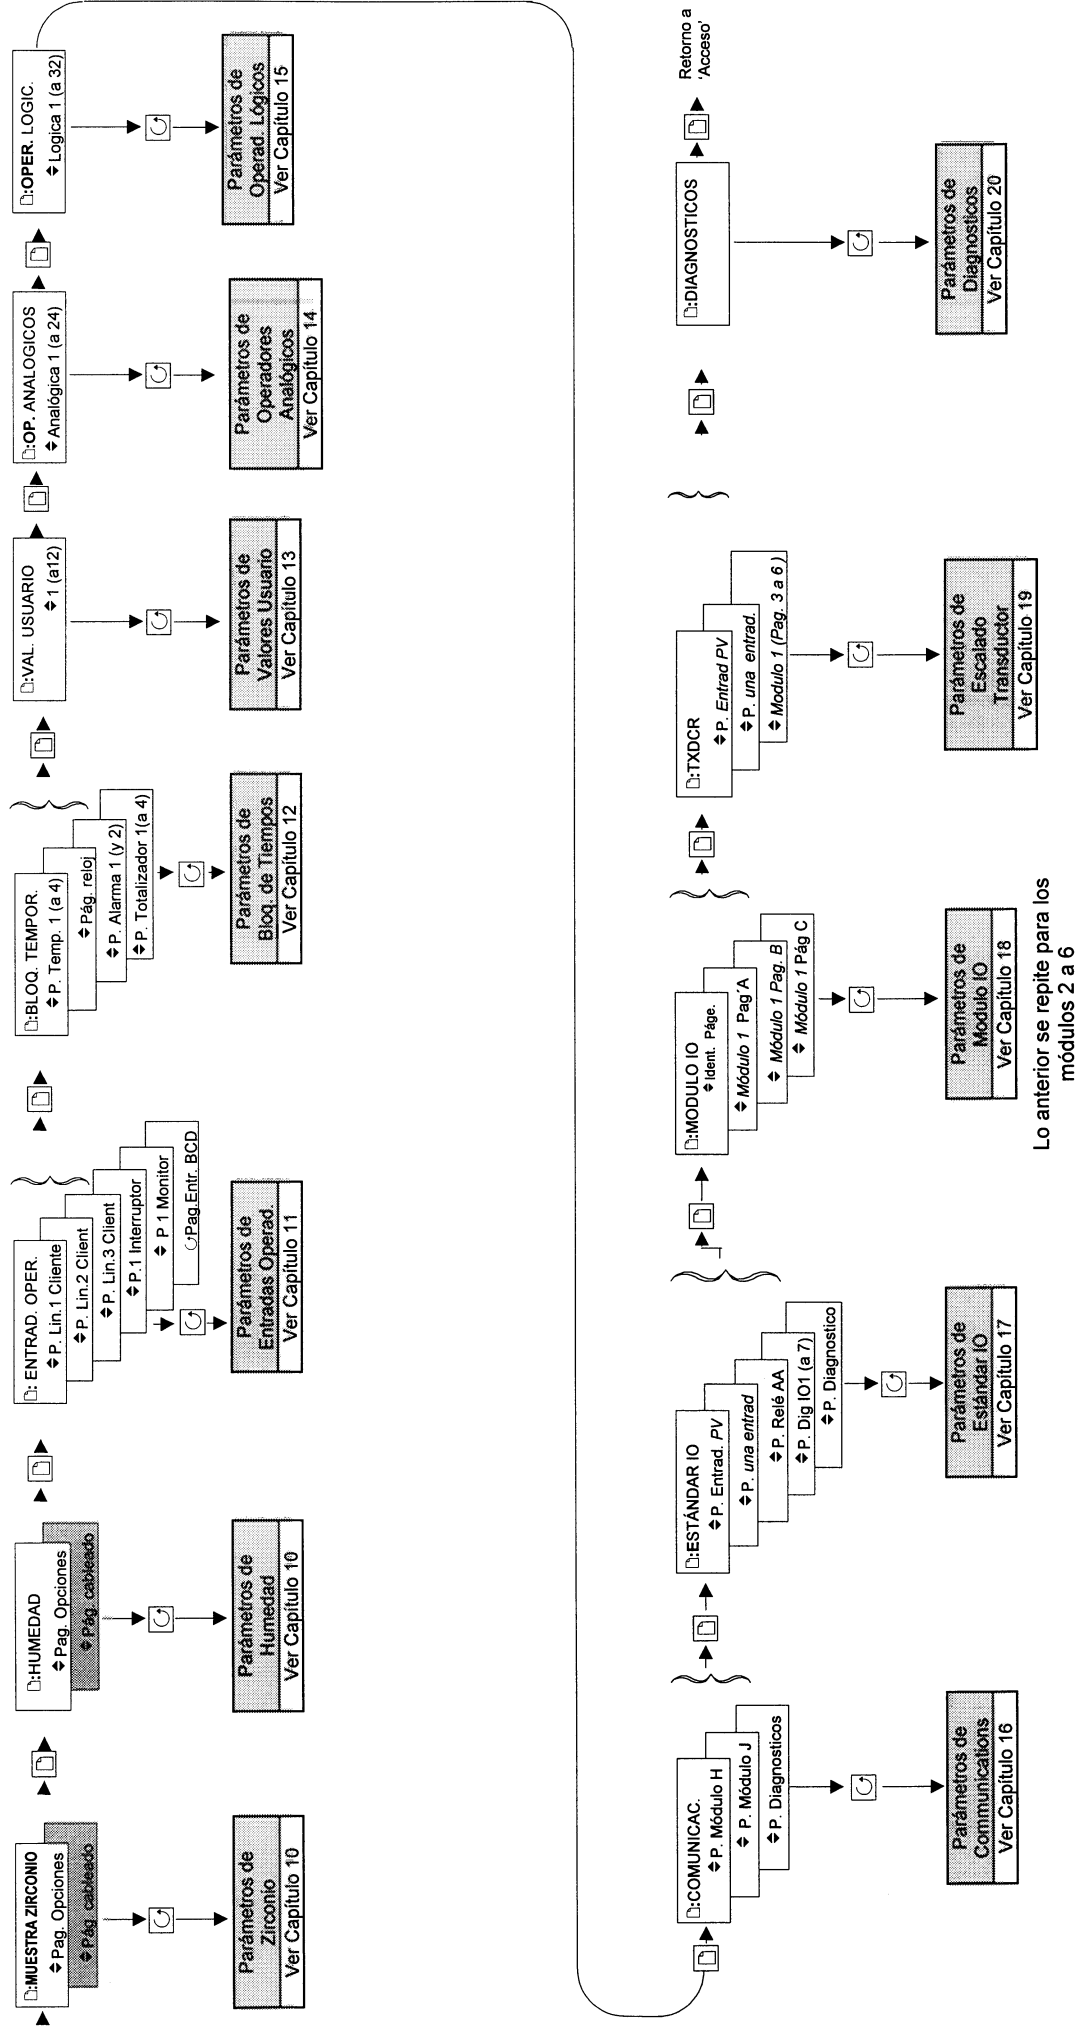 :MUESTRA ZIRCONIO
Pag. Opciones
Pág. cableado
Parámetros de
Zirconio
Ver Capítulo 10
:HUMEDAD
Pag. Opciones
Pág. cableado
Parámetros de
Humedad
Ver Capítulo 10
: ENTRAD. OPER.
P. Lin.1 Cliente
P. Lin.2 Client
P. Lin.3 Client
P.1 Interruptor
P 1 Monitor
Pag.Entr. BCD
Parámetros de
Entradas Operad.
Ver Capítulo 11
:BLOQ. TEMPOR.
P. Temp. 1 (a 4)
Pág. reloj
P. Alarma 1 (y 2)
P. Totalizador 1(a 4)
Parámetros de
Bloq. de Tiempos
Ver Capítulo 12
:VAL. USUARIO
1 (a12)
Parámetros de
Valores Usuario
Ver Capítulo 13
:OP. ANALOGICOS
Analógica 1 (a 24)
Parámetros de
Operadores
Analógicos
Ver Capítulo 14
:OPER. LOGIC.
Logica 1 (a 32)
Parámetros de
Operad. Lógicos
Ver Capítulo 15
:COMUNICAC.
P. Módulo H
P. Módulo J
P. Diagnosticos
Parámetros de
Communications
Ver Capítulo 16
:ESTÁNDAR IO
P. Entrad. PV
P. una entrad
P. Relé AA
P. Dig IO1 (a 7)
P. Diagnostico
Parámetros de
Estándar IO
Ver Capítulo 17
:MODULO IO
Ident. Páge.
Módulo 1 Pag´A
Módulo 1 Pag. B
Módulo 1 Pág C
Parámetros de
Modulo IO
Ver Capítulo 18
Lo anterior se repite para los
módulos 2 a 6
:TXDCR
P. Entrad PV
P. una entrad.
Modulo 1 (Pag. 3 a 6 )
Parámetros de
Escalado
Transductor
Ver Capítulo 19
:DIAGNOSTICOS
Parámetros de
Diagnosticos
Ver Capítulo 20
Retorno a
'Acceso'